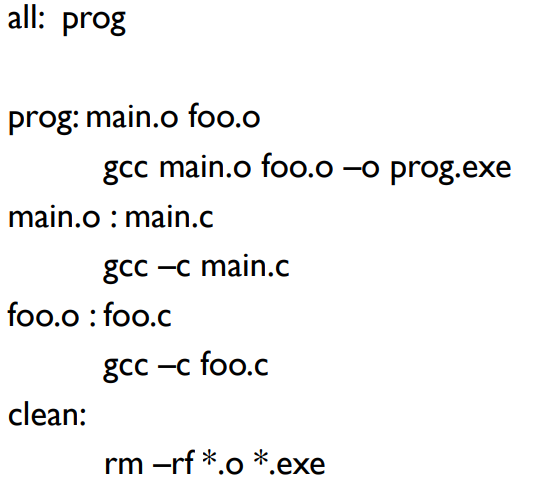 all:  prog
prog: main.o foo.o
gcc main.o foo.o –o prog.exe
main.o : main.c
gcc –c main.c
foo.o : foo.c
gcc –c foo.c
clean:
rm –rf *.o *.exe